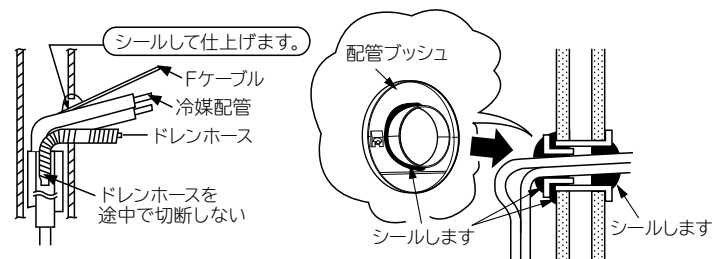 シールして仕上げます。
Fケーブル
冷媒配管
ドレンホース
ドレンホースを
途中で切断しない
配管ブッシュ
シールします
シールします